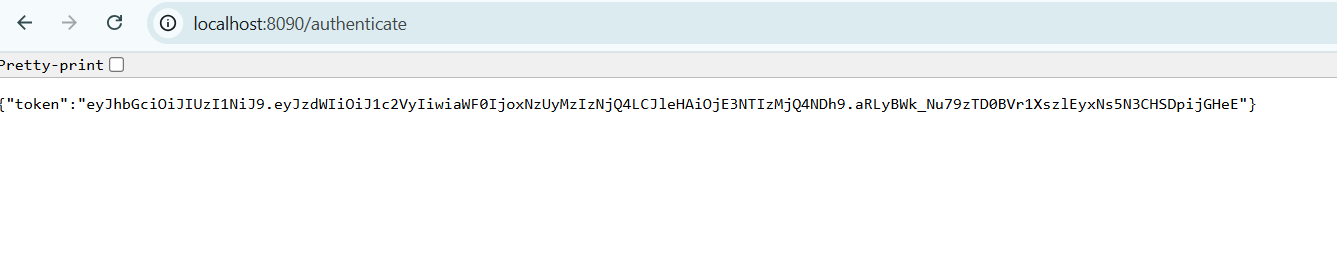 localhost:8090/authenticate
Pretty-print
{"token":"eyJhbGciOiJIUzI1NiJ9.eyJzdWIiOiJ1c2VyIiwiaWF0IjoxNzUyMzIzNjQ4LCJleHAiOjE3NTIzMjQ4NDh9.aRLyBWk_Nu79zTD0BVr1XszlEyxNs5N3CHSDpijGHeE"}